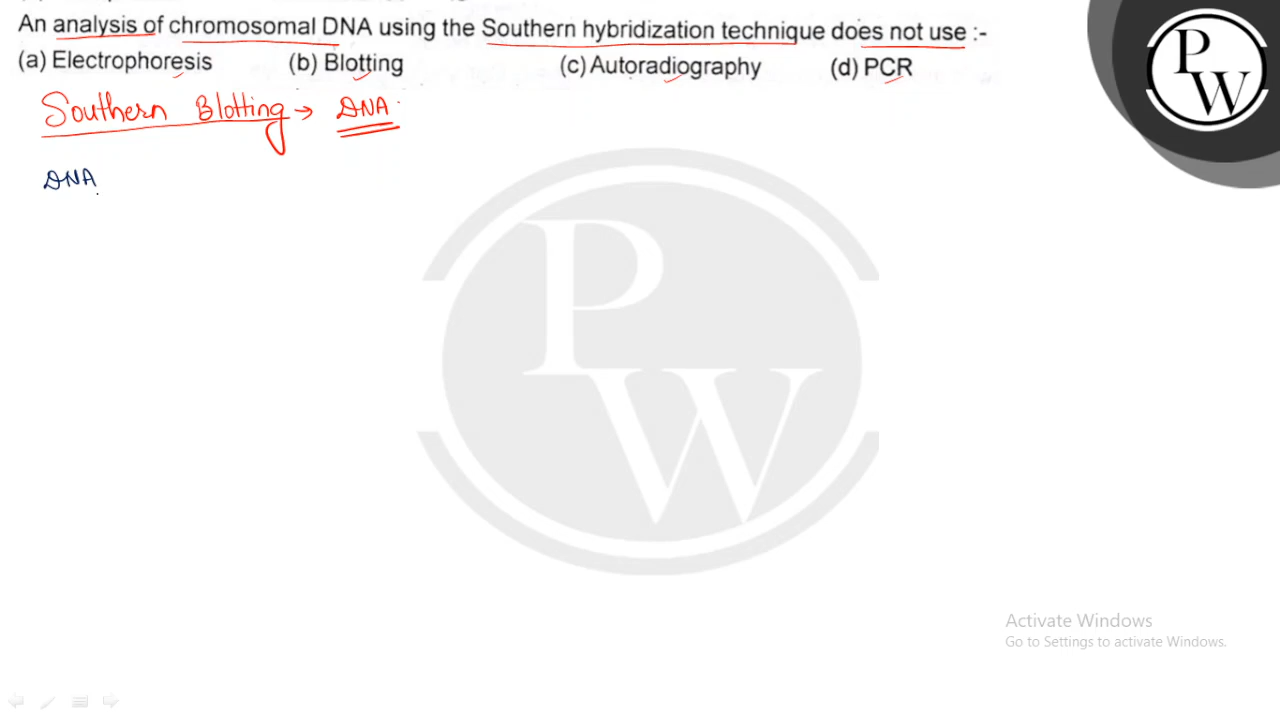 An analysis of chromosomal DNA using the Southern hybridization technique does not use :-
(a) Electrophoresis (b) Blotting (c) Autoradiography (d) PCR
Southern Blotting → DNA.
DNA
P
W
P
W
Activate Windows
Go to Settings to activate Windows.